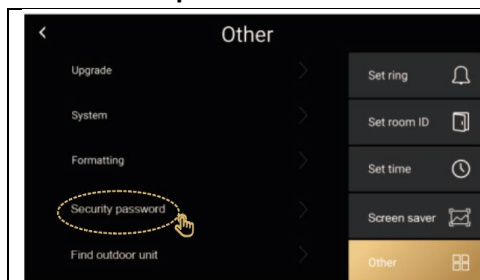 Other
Upgrade
System
Formatting
Security password
Find outdoor unit
Set ring
Set room ID
Set time
Screen saver
Other